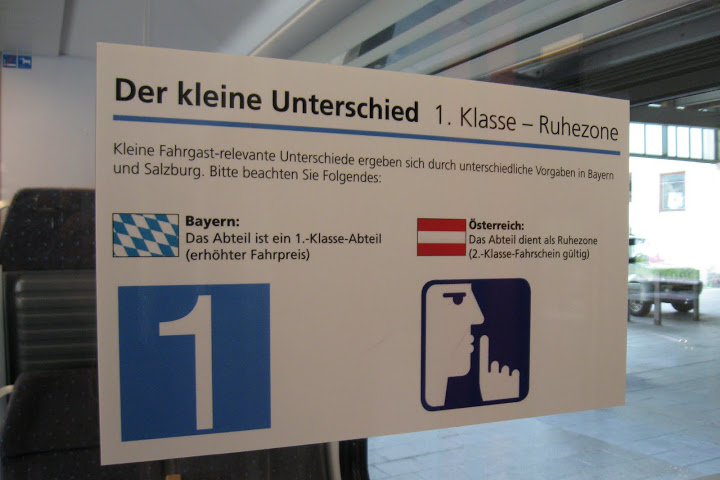 Der kleine Unterschied 1. Klasse – Ruhezone
Kleine Fahrgast-relevante Unterschiede ergeben sich durch unterschiedliche Vorgaben in Bayern
und Salzburg. Bitte beachten Sie Folgendes:
Bayern:
Das Abteil ist ein 1.-Klasse-Abteil
(erhöhter Fahrpreis)
Österreich:
Das Abteil dient als Ruhezone
(2.-Klasse-Fahrschein gültig)
1